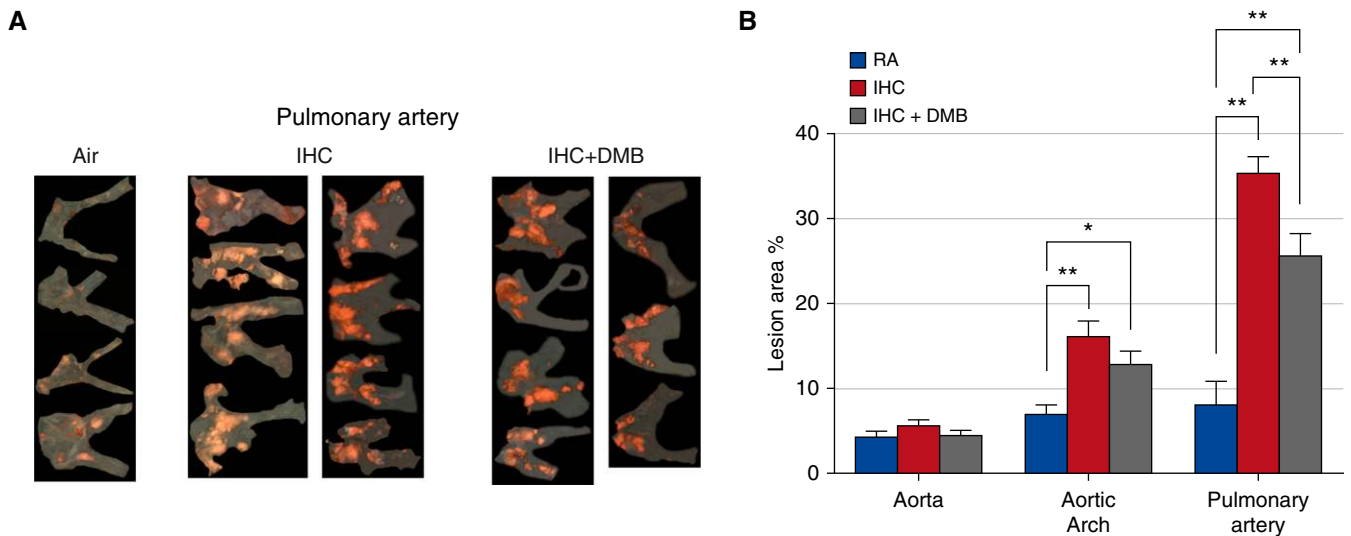 A
Pulmonary artery
Air
IHC
IHC+DMB
B
RA
IHC
IHC + DMB
**
**
**
*
**
Lesion area %
40
30
20
10
0
Aorta
Aortic
Arch
Pulmonary
artery